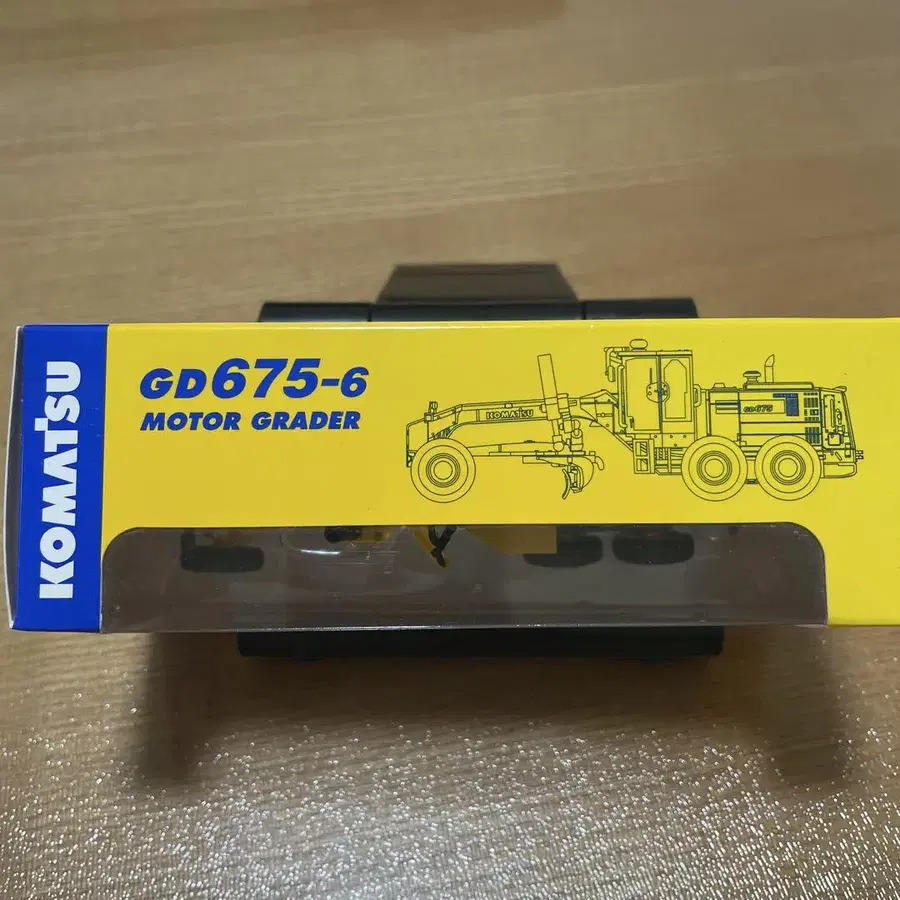 KOMATSU
GD675-6
MOTOR GRADER
KOMATSU
GD675